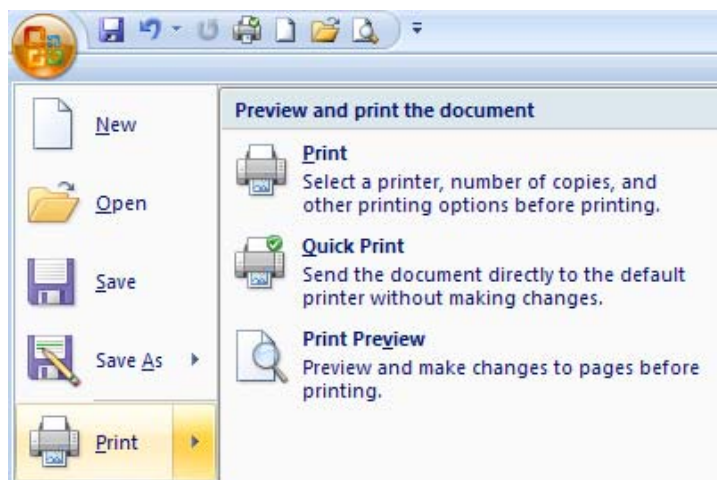 New
Open
Save
Save As
Print
Preview and print the document
Print
Select a printer, number of copies, and
other printing options before printing.
Quick Print
Send the document directly to the default
printer without making changes.
Print Preview
Preview and make changes to pages before
printing.